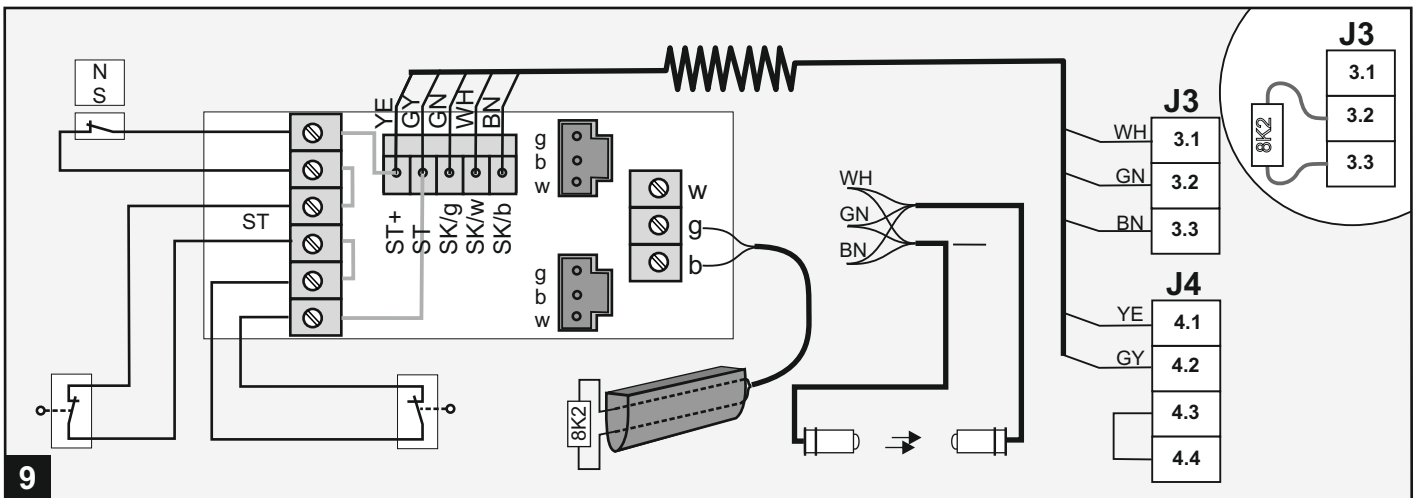 N
S
ST
YE
GY
GN
WH
BN
ST+
ST
SK/g
SK/w
SK/b
g
b
w
g
b
w
w
g
b
8K2
WH
GN
BN
J3
WH 3.1
GN 3.2
BN 3.3
J4
YE 4.1
GY 4.2
4.3
4.4
J3
3.1
3.2
3.3
8K2
9